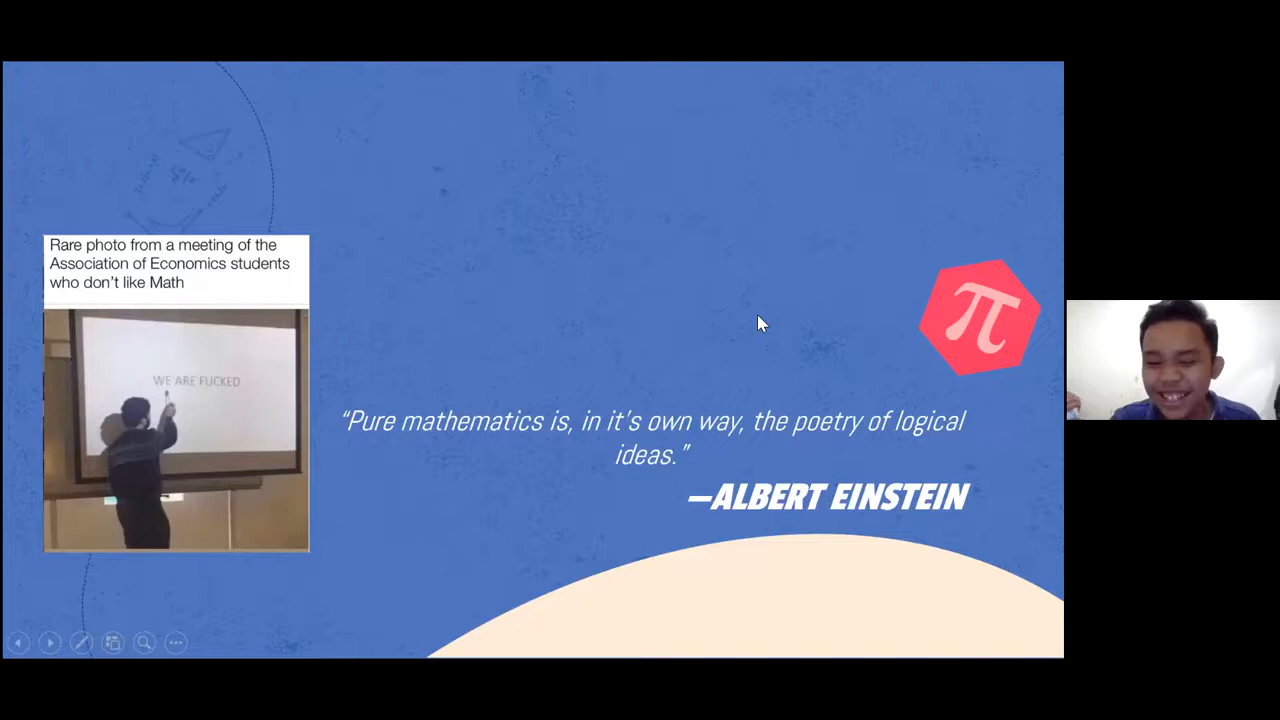 Rare photo from a meeting of the
Association of Economics students
who don't like Math
WE ARE FUCKED
π
“Pure mathematics is, in it's own way, the poetry of logical
ideas.”
–ALBERT EINSTEIN